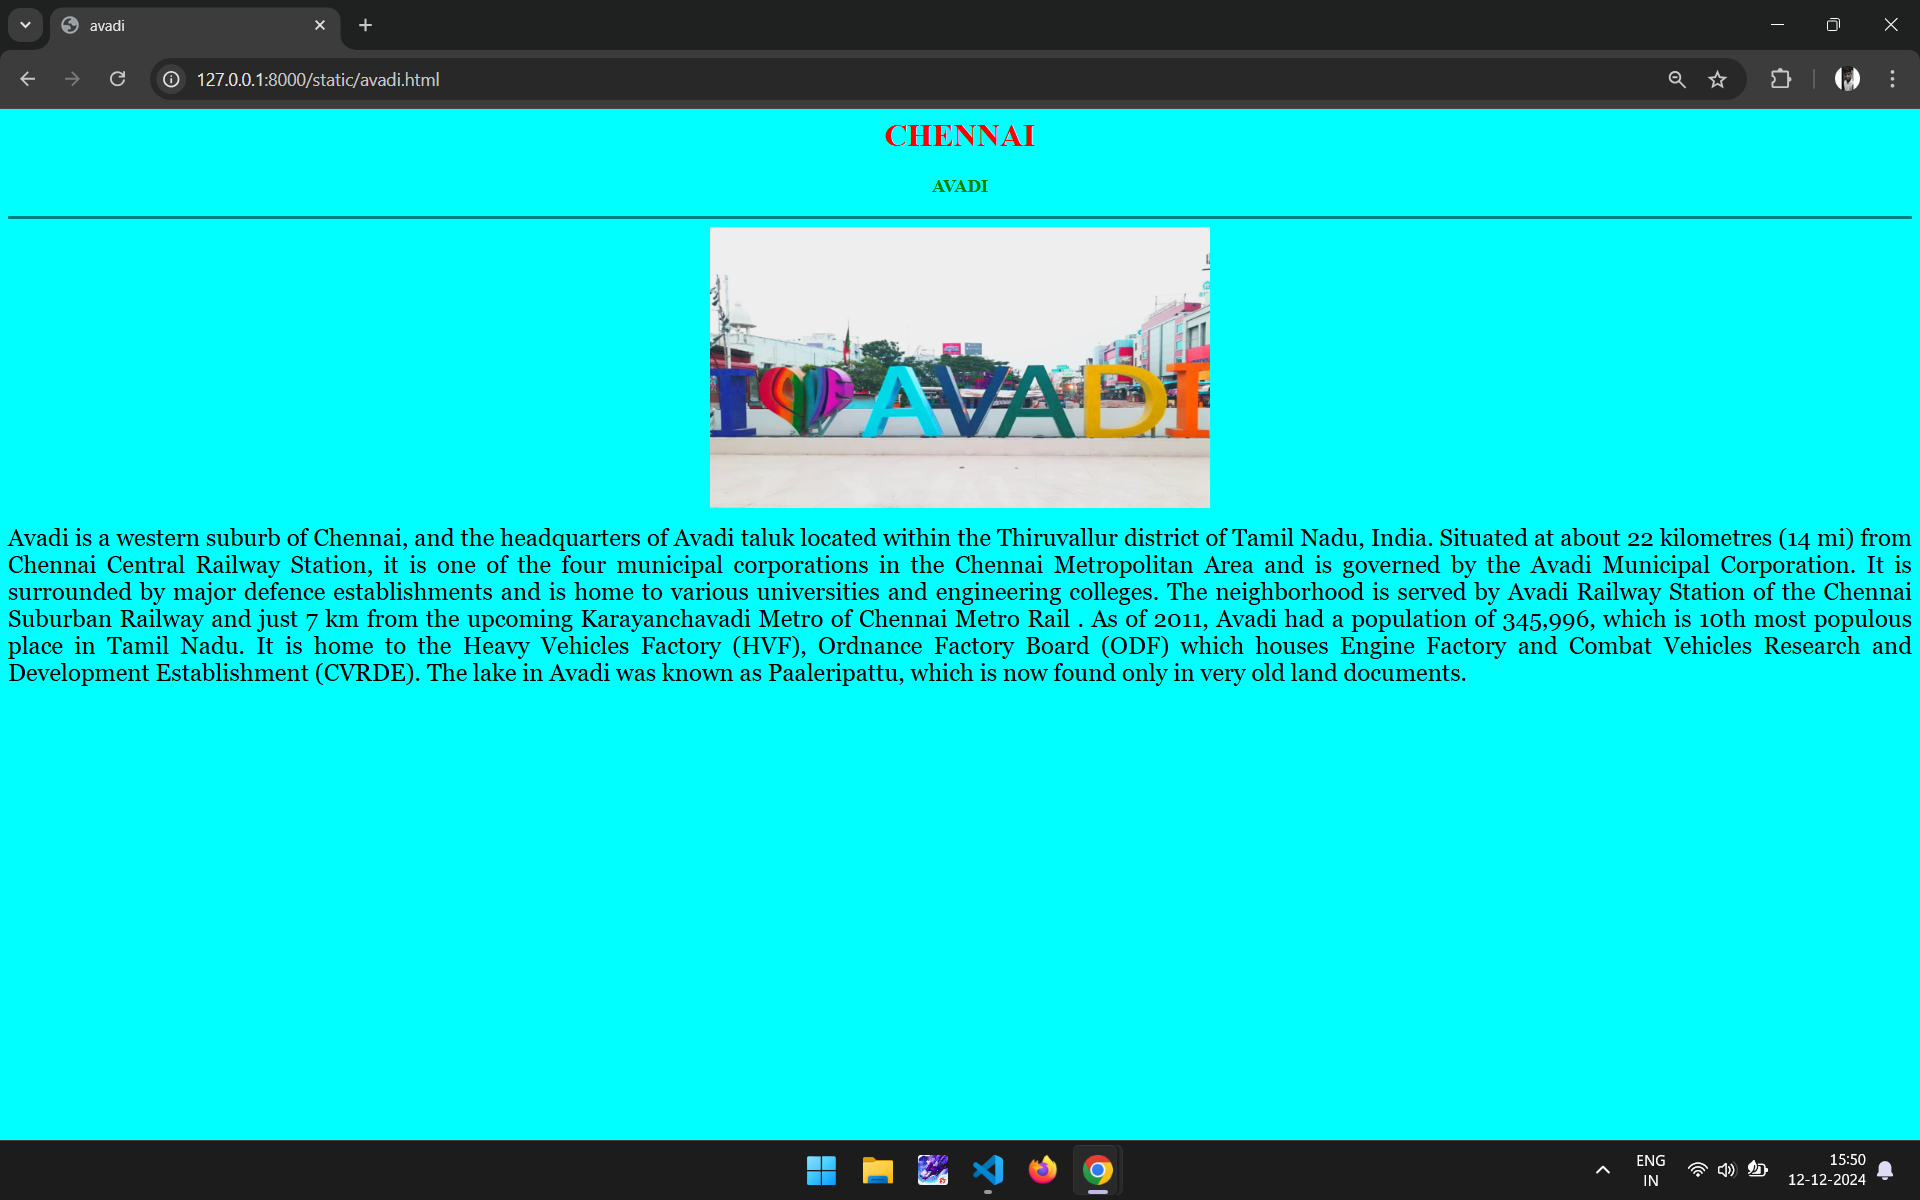 avadi
127.0.0.1:8000/static/avadi.html
CHENNAI
AVADI
I AVADI
Avadi is a western suburb of Chennai, and the headquarters of Avadi taluk located within the Thiruvallur district of Tamil Nadu, India. Situated at about 22 kilometres (14 mi) from
Chennai Central Railway Station, it is one of the four municipal corporations in the Chennai Metropolitan Area and is governed by the Avadi Municipal Corporation. It is
surrounded by major defence establishments and is home to various universities and engineering colleges. The neighborhood is served by Avadi Railway Station of the Chennai
Suburban Railway and just 7 km from the upcoming Karayanchavadi Metro of Chennai Metro Rail . As of 2011, Avadi had a population of 345,996, which is 10th most populous
place in Tamil Nadu. It is home to the Heavy Vehicles Factory (HVF), Ordnance Factory Board (ODF) which houses Engine Factory and Combat Vehicles Research and
Development Establishment (CVRDE). The lake in Avadi was known as Paaleripattu, which is now found only in very old land documents.
ENG
IN
15:50
12-12-2024